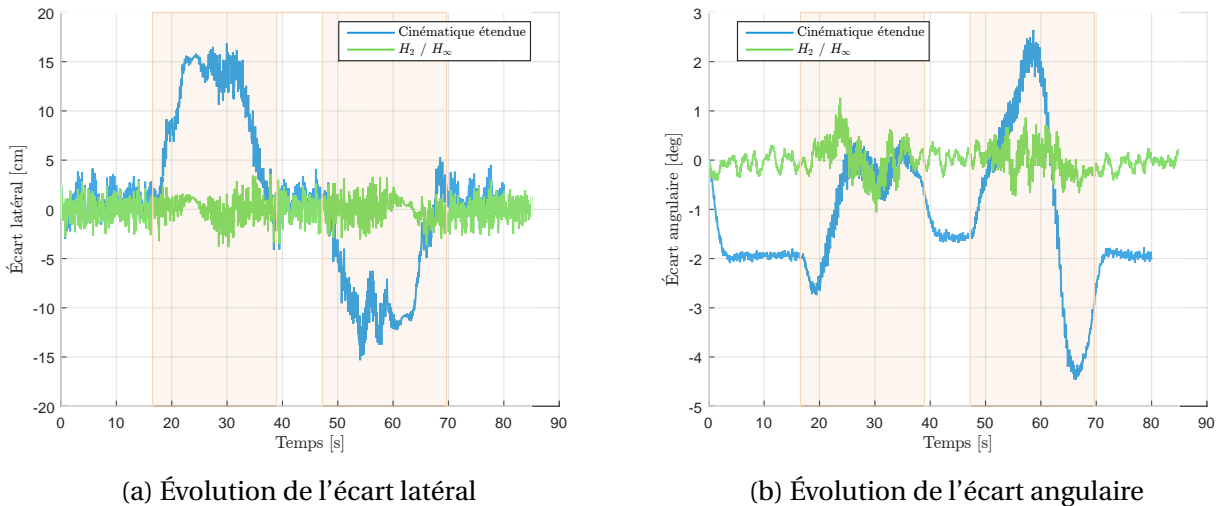 Cinématique étendue
H₂ / H∞
20
15
10
5
0
-5
-10
-15
-20
0 10 20 30 40 50 60 70 80 90
Écart latéral [cm]
Temps [s]
(a) Évolution de l'écart latéral
Cinématique étendue
H₂ / H∞
3
2
1
0
-1
-2
-3
-4
-5
0 10 20 30 40 50 60 70 80 90
Écart angulaire [deg]
Temps [s]
(b) Évolution de l'écart angulaire